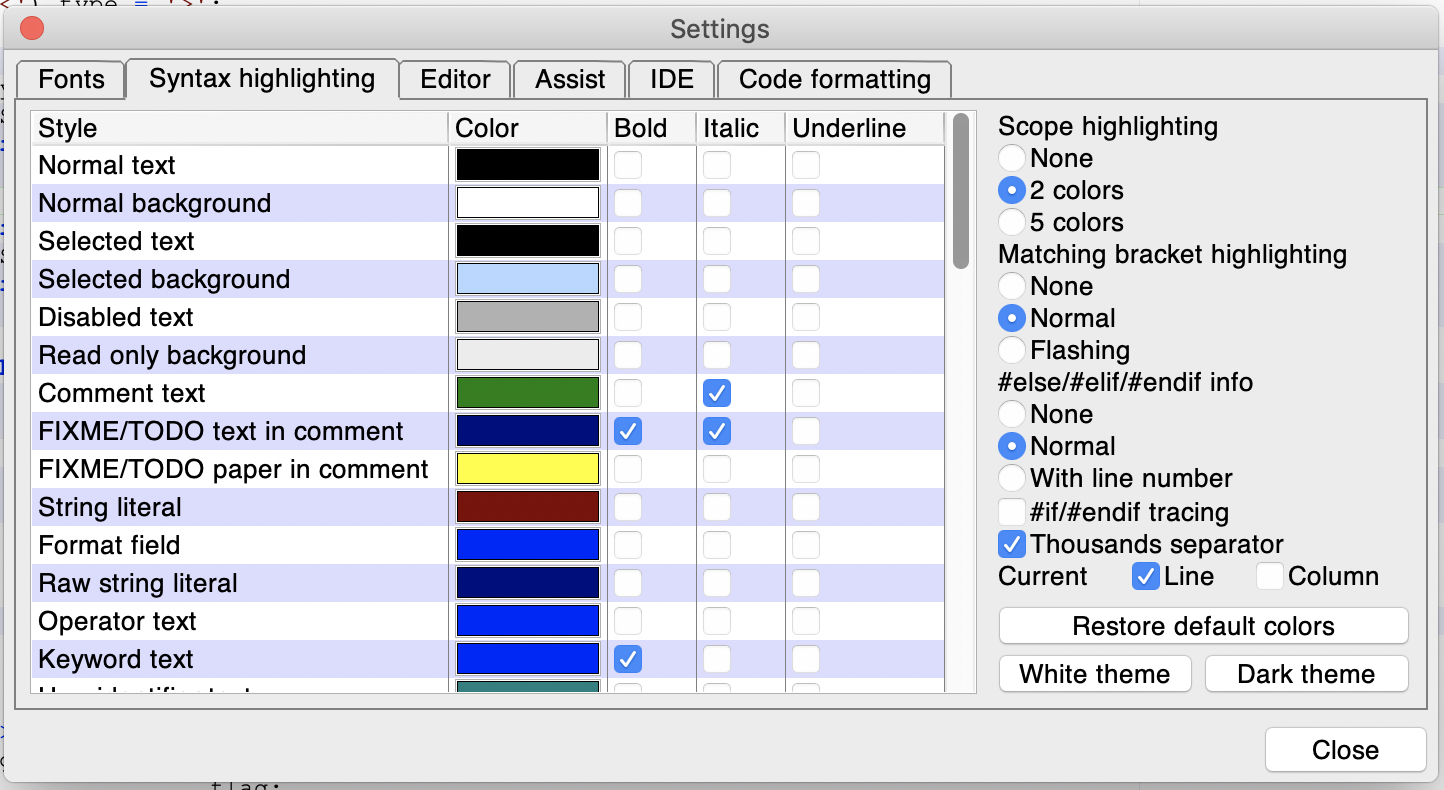 Settings
Fonts Syntax highlighting Editor Assist IDE Code formatting
Style Color Bold Italic Underline
Normal text
Normal background
Selected text
Selected background
Disabled text
Read only background
Comment text
FIXME/TODO text in comment
FIXME/TODO paper in comment
String literal
Format field
Raw string literal
Operator text
Keyword text
Scope highlighting
None
2 colors
5 colors
Matching bracket highlighting
None
Normal
Flashing
#else/#elif/#endif info
None
Normal
With line number
#if/#endif tracing
Thousands separator
Current Line Column
Restore default colors
White theme Dark theme
Close